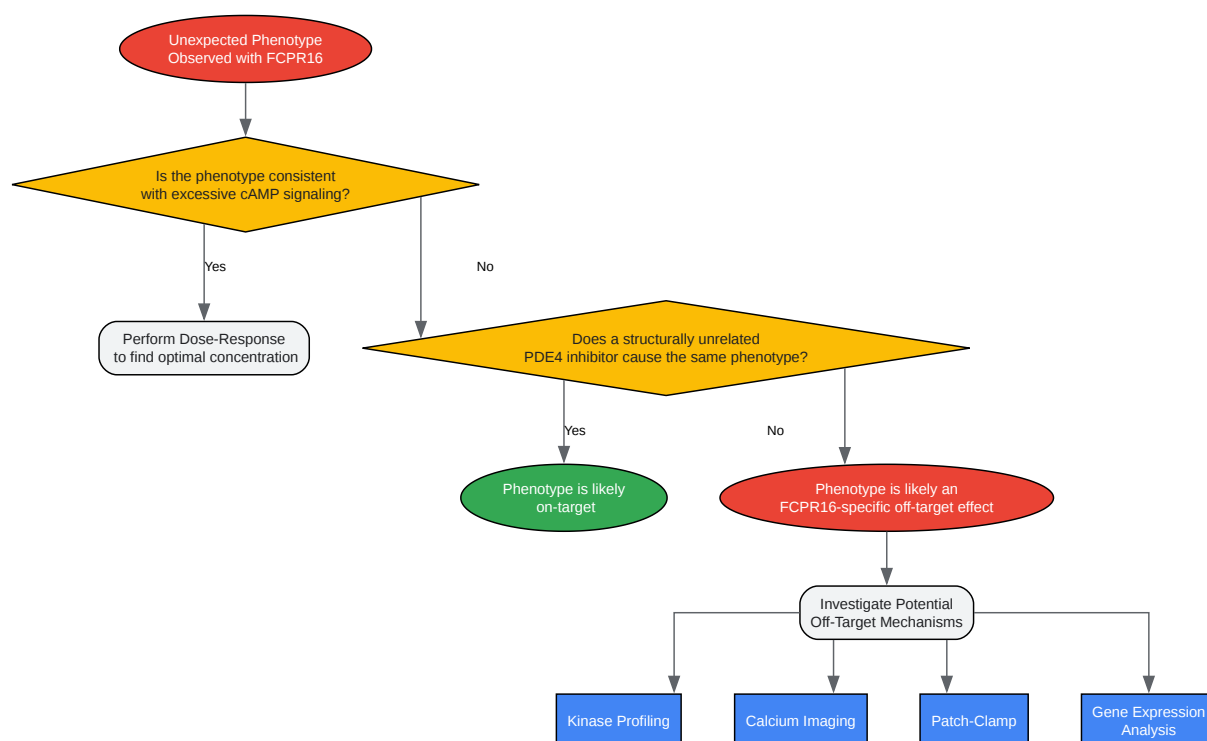 Unexpected Phenotype
Observed with FCPR16
Is the phenotype consistent
with excessive cAMP signaling?
Yes
No
Perform Dose-Response
to find optimal concentration
Does a structurally unrelated
PDE4 inhibitor cause the same phenotype?
Yes
No
Phenotype is likely
on-target
Phenotype is likely an
FCPR16-specific off-target effect
Investigate Potential
Off-Target Mechanisms
Kinase Profiling
Calcium Imaging
Patch-Clamp
Gene Expression
Analysis